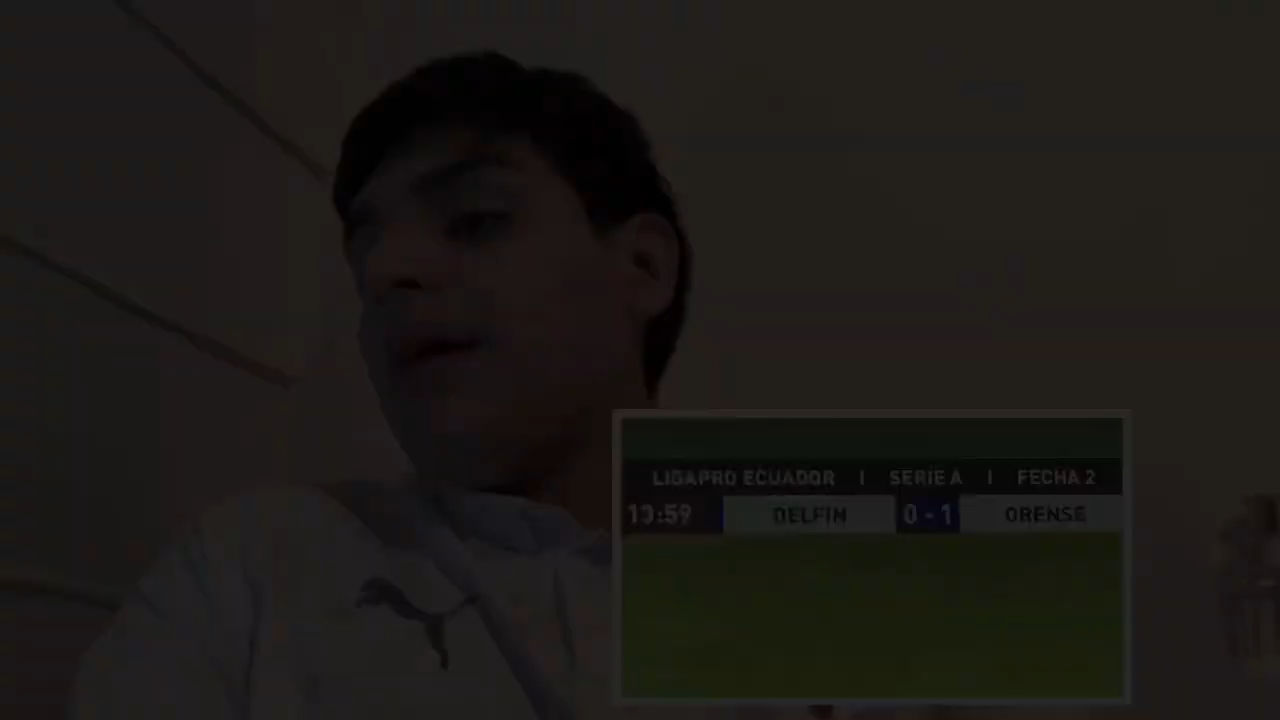 LIGAPRO ECUADOR | SERIE A | FECHA 2
13:59 DELFIN 0 - 1 ORENSE